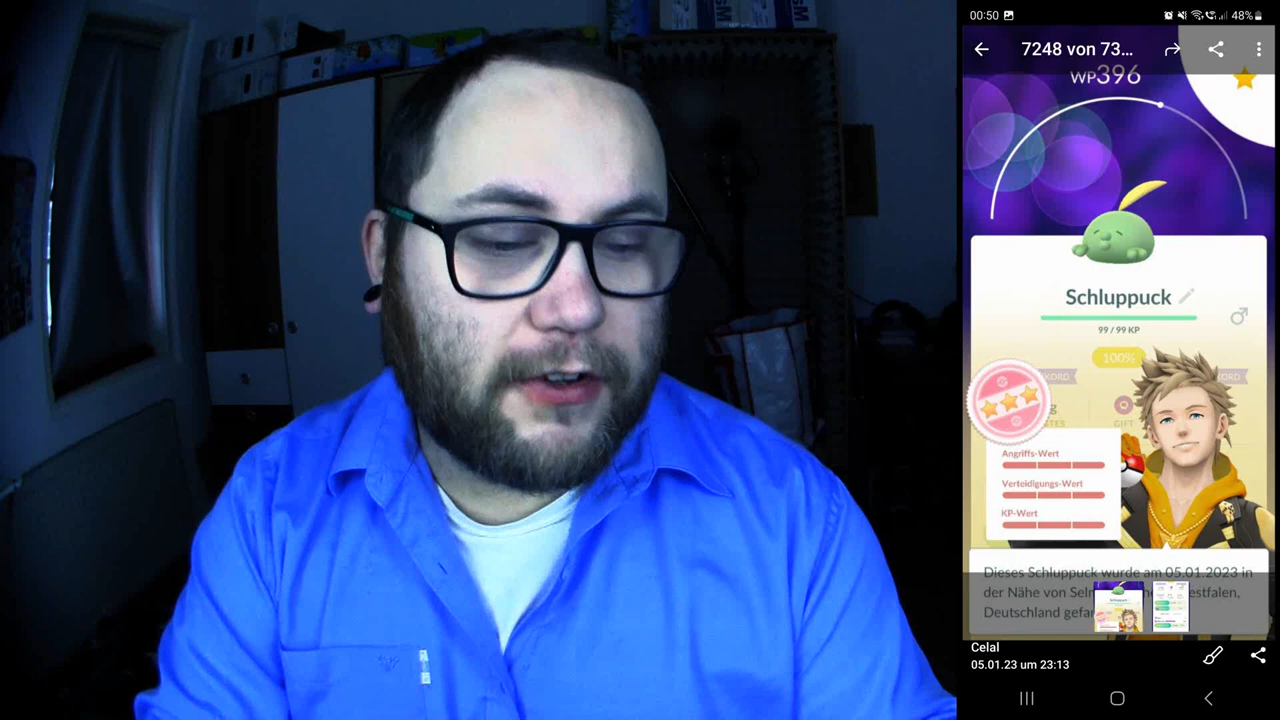 00:50
48%
7248 von 73...
WP396
Schluppuck
99 / 99 KP
100%
GIFT
Angriffs-Wert
Verteidigungs-Wert
KP-Wert
Dieses Schluppuck wurde am 05.01.2023 in
der Nähe von
Deutschland
Celal
05.01.23 um 23:13